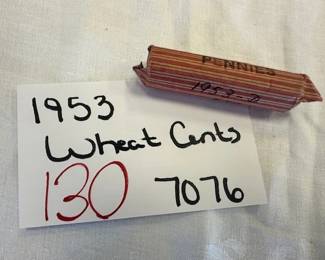 PENNIES
1953-D
1953
Wheat Cents
130 7076